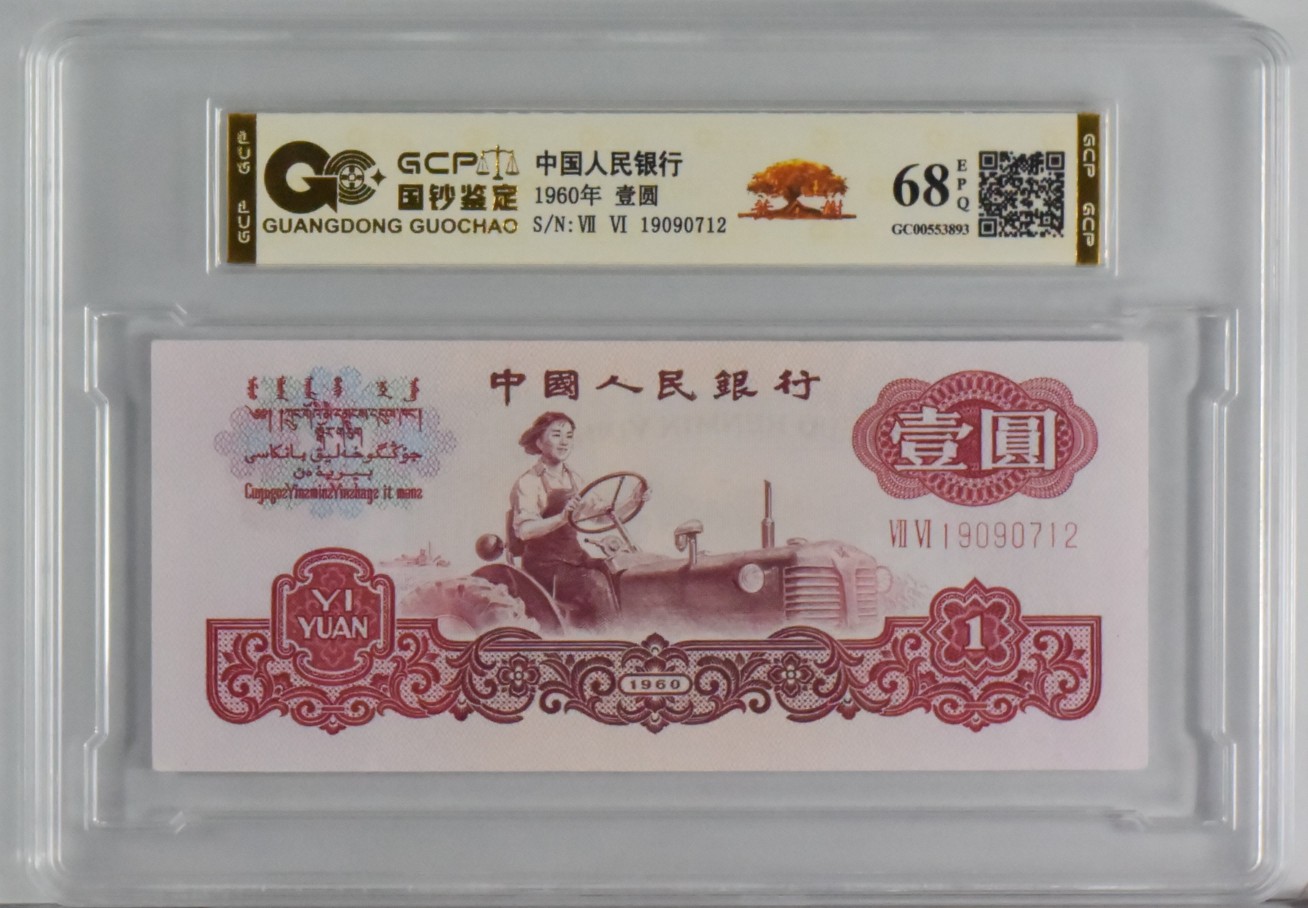 GCP
国钞鉴定
GUANGDONG GUOCHAO
中国人民银行
1960年 壹圆
S/N: Ⅶ Ⅵ 19090712
68
EPQ
GC00553893
GCP
GCP
GCP
GCP
中國人民銀行
壹圓
Ⅶ Ⅵ 19090712
YI
YUAN
1960
1